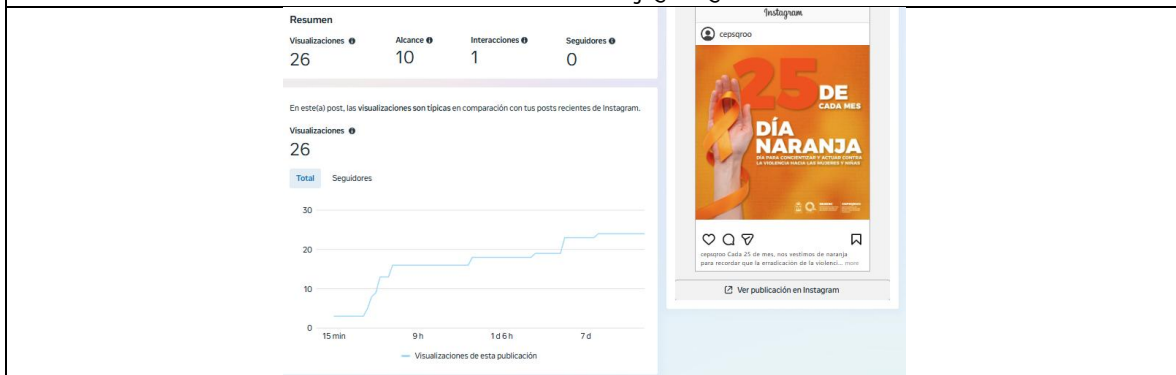 Resumen
Visualizaciones Alcance Interacciones Seguidores
26 10 1 0
En este(a) post, las visualizaciones son típicas en comparación con tus posts recientes de Instagram.
Visualizaciones
26
Total Seguidores
30
20
10
0
15 min 9 h 1 d 6 h 7 d
Visualizaciones de esta publicación
Instagram
cepsqroo
25 DE
CADA MES
DÍA
NARANJA
DÍA PARA CONCIENTIZAR Y ACTUAR CONTRA
LA VIOLENCIA HACIA LAS MUJERES Y NIÑAS
cepsqroo Cada 25 de mes, nos vestimos de naranja
para recordar que la erradicación de la violenci... more
Ver publicación en Instagram